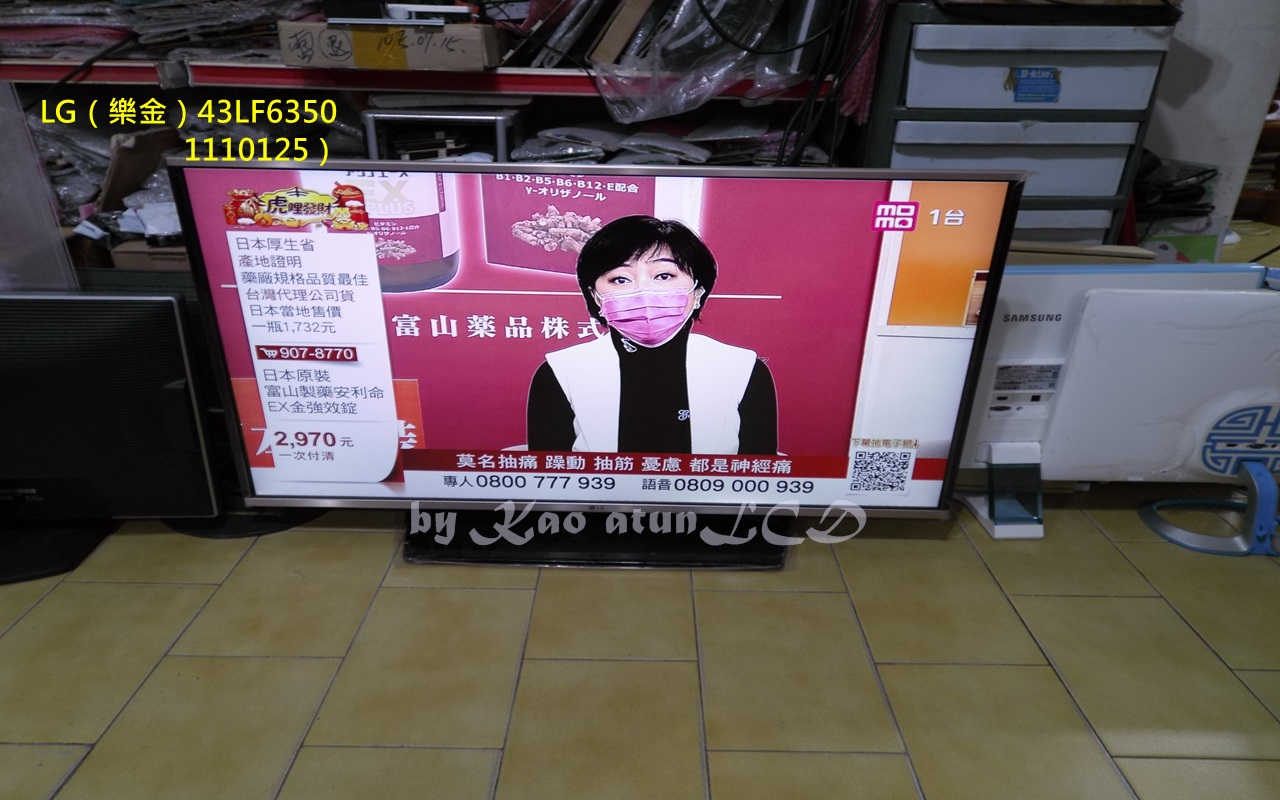 LG（樂金）43LF6350
1110125）
3D-Active
EX
PLUS
B1·B2·B5·B6·B12·E配合
γ-オリザノール
虎哩發財
MOMO 1台
日本厚生省
產地證明
藥廠規格品質最佳
台灣代理公司貨
日本當地售價
一瓶1,732元
907-8770
日本原裝
富山製藥安利命
EX金強效錠
2,970元
一次付清
富山薬品株式
SAMSUNG
莫名抽痛 躁動 抽筋 憂慮 都是神經痛
專人0800 777 939 語音0809 000 939
by Kao atunLCD